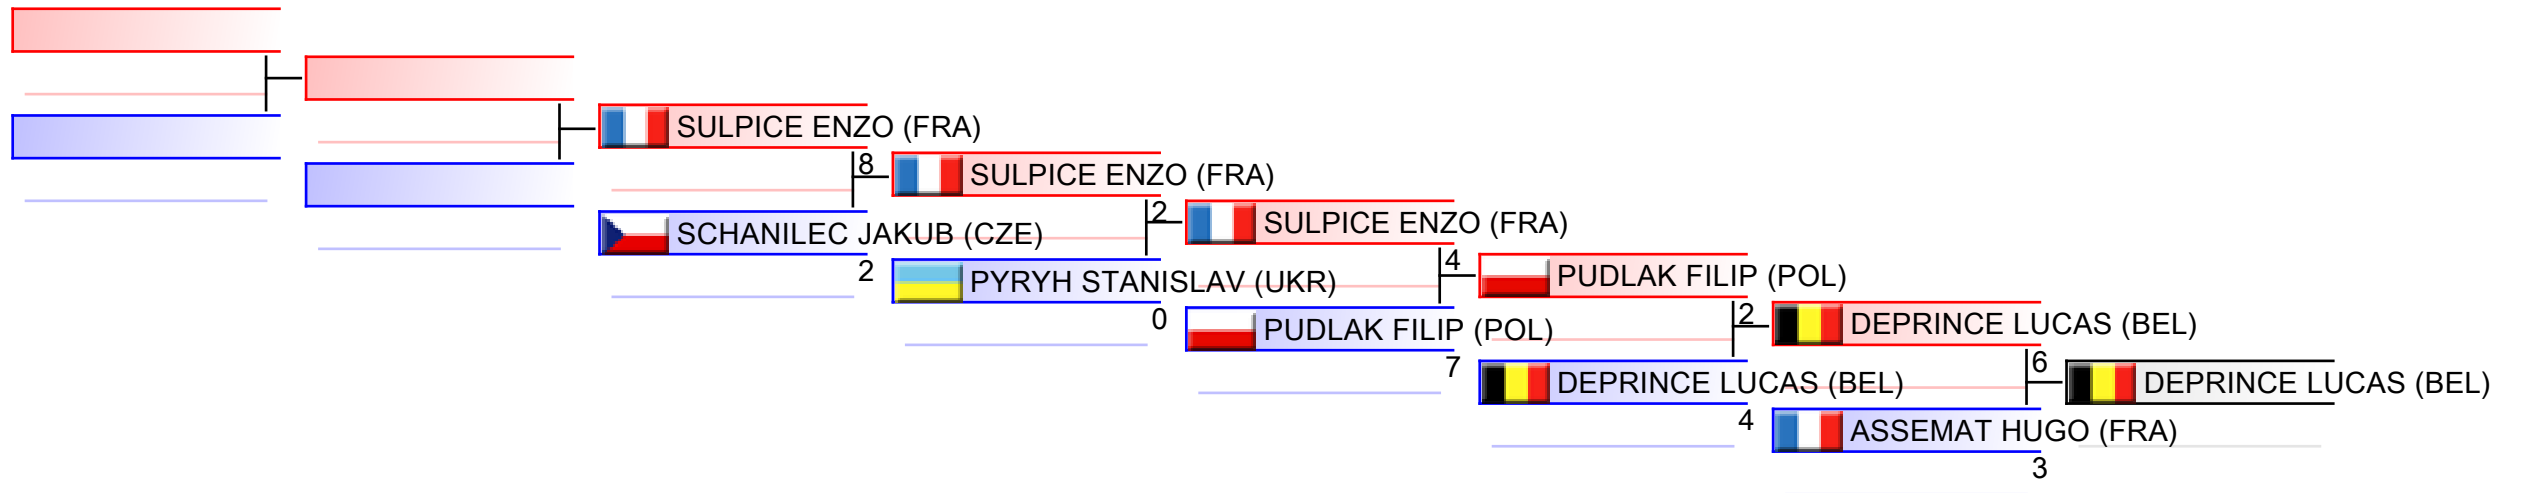 SULPICE ENZO (FRA)
8
SCHANILEC JAKUB (CZE)
2
SULPICE ENZO (FRA)
2
PYRYH STANISLAV (UKR)
0
SULPICE ENZO (FRA)
4
PUDLAK FILIP (POL)
7
PUDLAK FILIP (POL)
2
DEPRINCE LUCAS (BEL)
4
DEPRINCE LUCAS (BEL)
6
ASSEMAT HUGO (FRA)
3
DEPRINCE LUCAS (BEL)